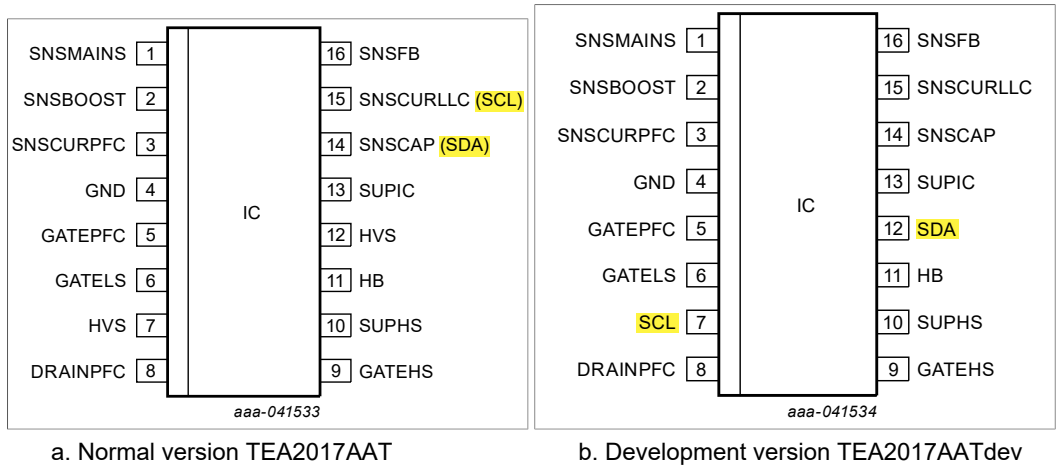 SNSMAINS 1 16 SNSFB
SNSBOOST 2 15 SNSCURLLC (SCL)
SNSCURPFC 3 14 SNSCAP (SDA)
GND 4 13 SUPIC
IC
GATEPFC 5 12 HVS
GATELS 6 11 HB
HVS 7 10 SUPHS
DRAINPFC 8 9 GATEHS
aaa-041533
a. Normal version TEA2017AAT
SNSMAINS 1 16 SNSFB
SNSBOOST 2 15 SNSCURLLC
SNSCURPFC 3 14 SNSCAP
GND 4 13 SUPIC
IC
GATEPFC 5 12 SDA
GATELS 6 11 HB
SCL 7 10 SUPHS
DRAINPFC 8 9 GATEHS
aaa-041534
b. Development version TEA2017AATdev